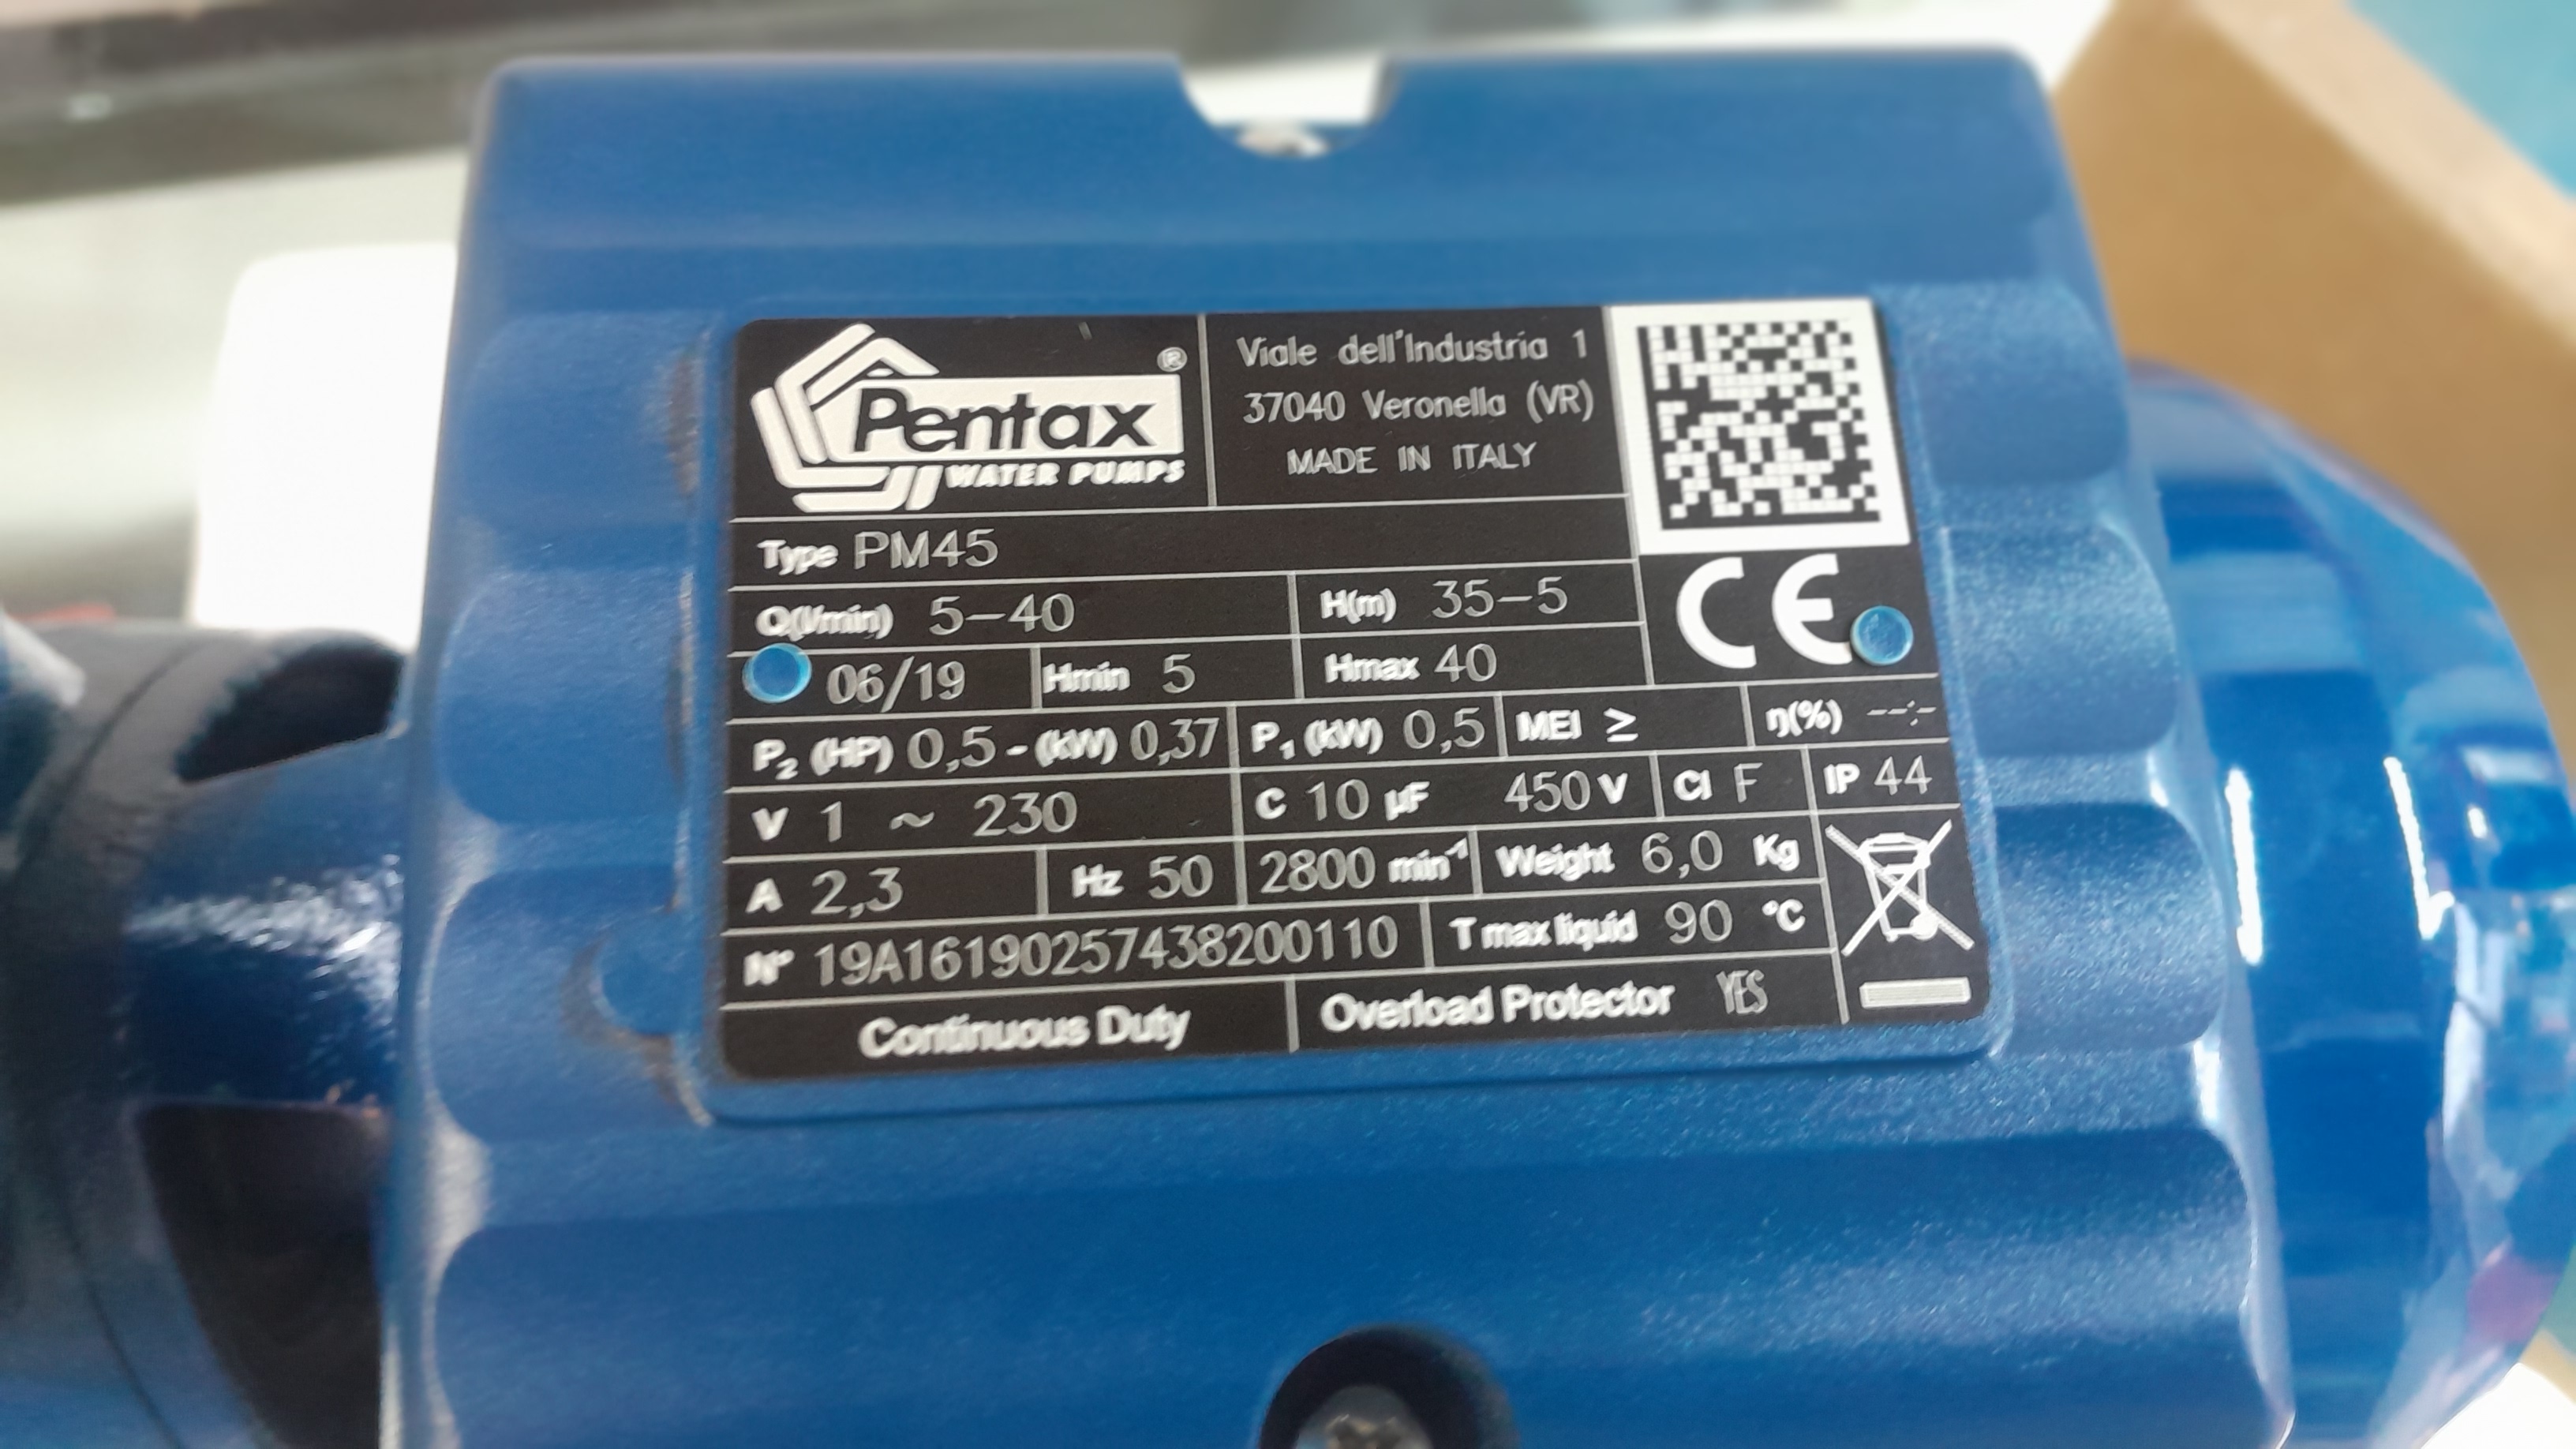 Pentax ®
WATER PUMPS
Viale dell'Industria 1
37040 Veronella (VR)
MADE IN ITALY
Type PM45
Q(l/min) 5-40 H(m) 35-5
CE
06/19 Hmin 5 Hmax 40
P₂ (HP) 0,5 - (kW) 0,37 P₁ (kW) 0,5 MEI ≥ η(%) --,-
V 1 ~ 230 C 10 µF 450 V Cl F IP 44
A 2,3 Hz 50 2800 min⁻¹ Weight 6,0 Kg
N° 19A16190257438200110 T max liquid 90 °C
Continuous Duty Overload Protector YES